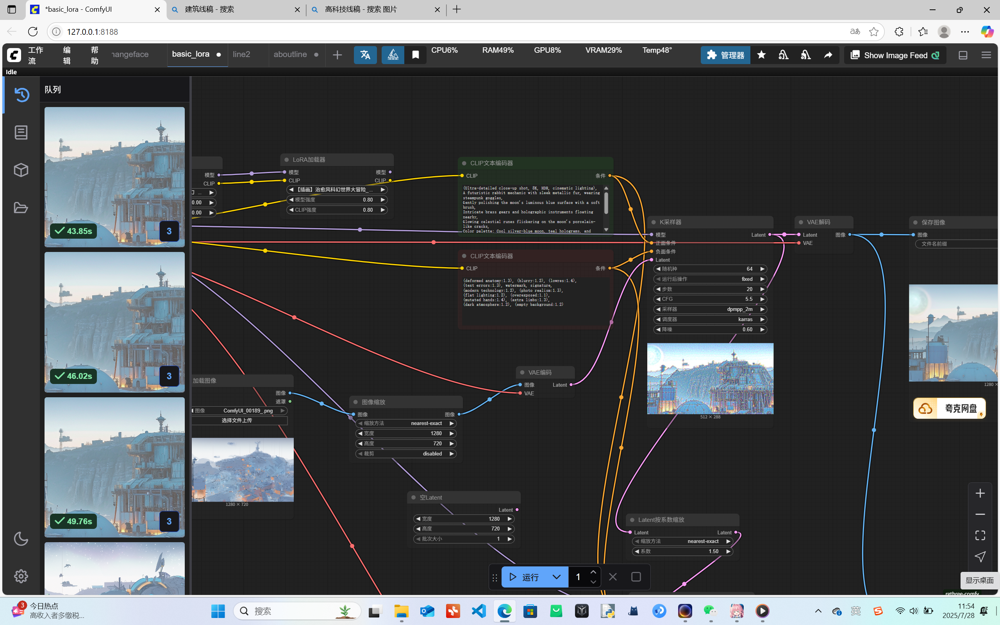 *basic_lora - ComfyUI
建筑线稿 - 搜索
高科技线稿 - 搜索 图片
127.0.0.1:8188
aあ
工作流
编辑
帮助
hangeface
basic_lora
line2
aboutline
CPU6%
RAM49%
GPU8%
VRAM29%
Temp48°
管理器
Show Image Feed
Idle
队列
43.85s
3
46.02s
3
49.76s
3
模型
CLIP
...
0.00
0.00
LoRA加载器
模型
模型
CLIP
CLIP
【插画】治愈风科幻世界大冒险_...
模型强度
0.80
CLIP强度
0.80
CLIP文本编码器
CLIP
条件
(Ultra-detailed close-up shot, 8K, HDR, cinematic lighting),
A futuristic rabbit mechanic with sleek metallic fur, wearing
steampunk goggles,
Gently polishing the moon's luminous blue surface with a soft
brush,
Intricate brass gears and holographic instruments floating
nearby,
Glowing celestial runes flickering on the moon's porcelain-
like cracks,
Color palette: Cool silver-blue moon, teal holograms, and
CLIP文本编码器
CLIP
条件
(deformed anatomy:1.3), (blurry:1.2), (lowres:1.4),
(text errors:1.3), watermark, signature,
(modern technology:1.2), (photo realism:1.3),
(flat lighting:1.2), (overexposed:1.1),
(mutated hands:1.4), (extra limbs:1.3),
(dark atmosphere:1.2), (empty background:1.2)
K采样器
模型
Latent
正面条件
负面条件
Latent
随机种
64
运行后操作
fixed
步数
20
CFG
5.5
采样器
dpmpp_2m
调度器
karras
降噪
0.60
512 × 288
VAE解码
Latent
图像
VAE
保存图像
图像
文件名前缀
1280 ×
夸克网盘
加载图像
图像
遮罩
图像
ComfyUI_00189_.png
选择文件上传
1280 × 720
图像缩放
图像
图像
缩放方法
nearest-exact
宽度
1280
高度
720
裁剪
disabled
VAE编码
图像
Latent
VAE
空Latent
Latent
宽度
1280
高度
720
批次大小
1
Latent按系数缩放
Latent
Latent
缩放方法
nearest-exact
系数
1.50
运行
1
显示桌面
rgthree-comfy
3
今日热点
高收入者多缴税...
搜索
英
11:54
2025/7/28